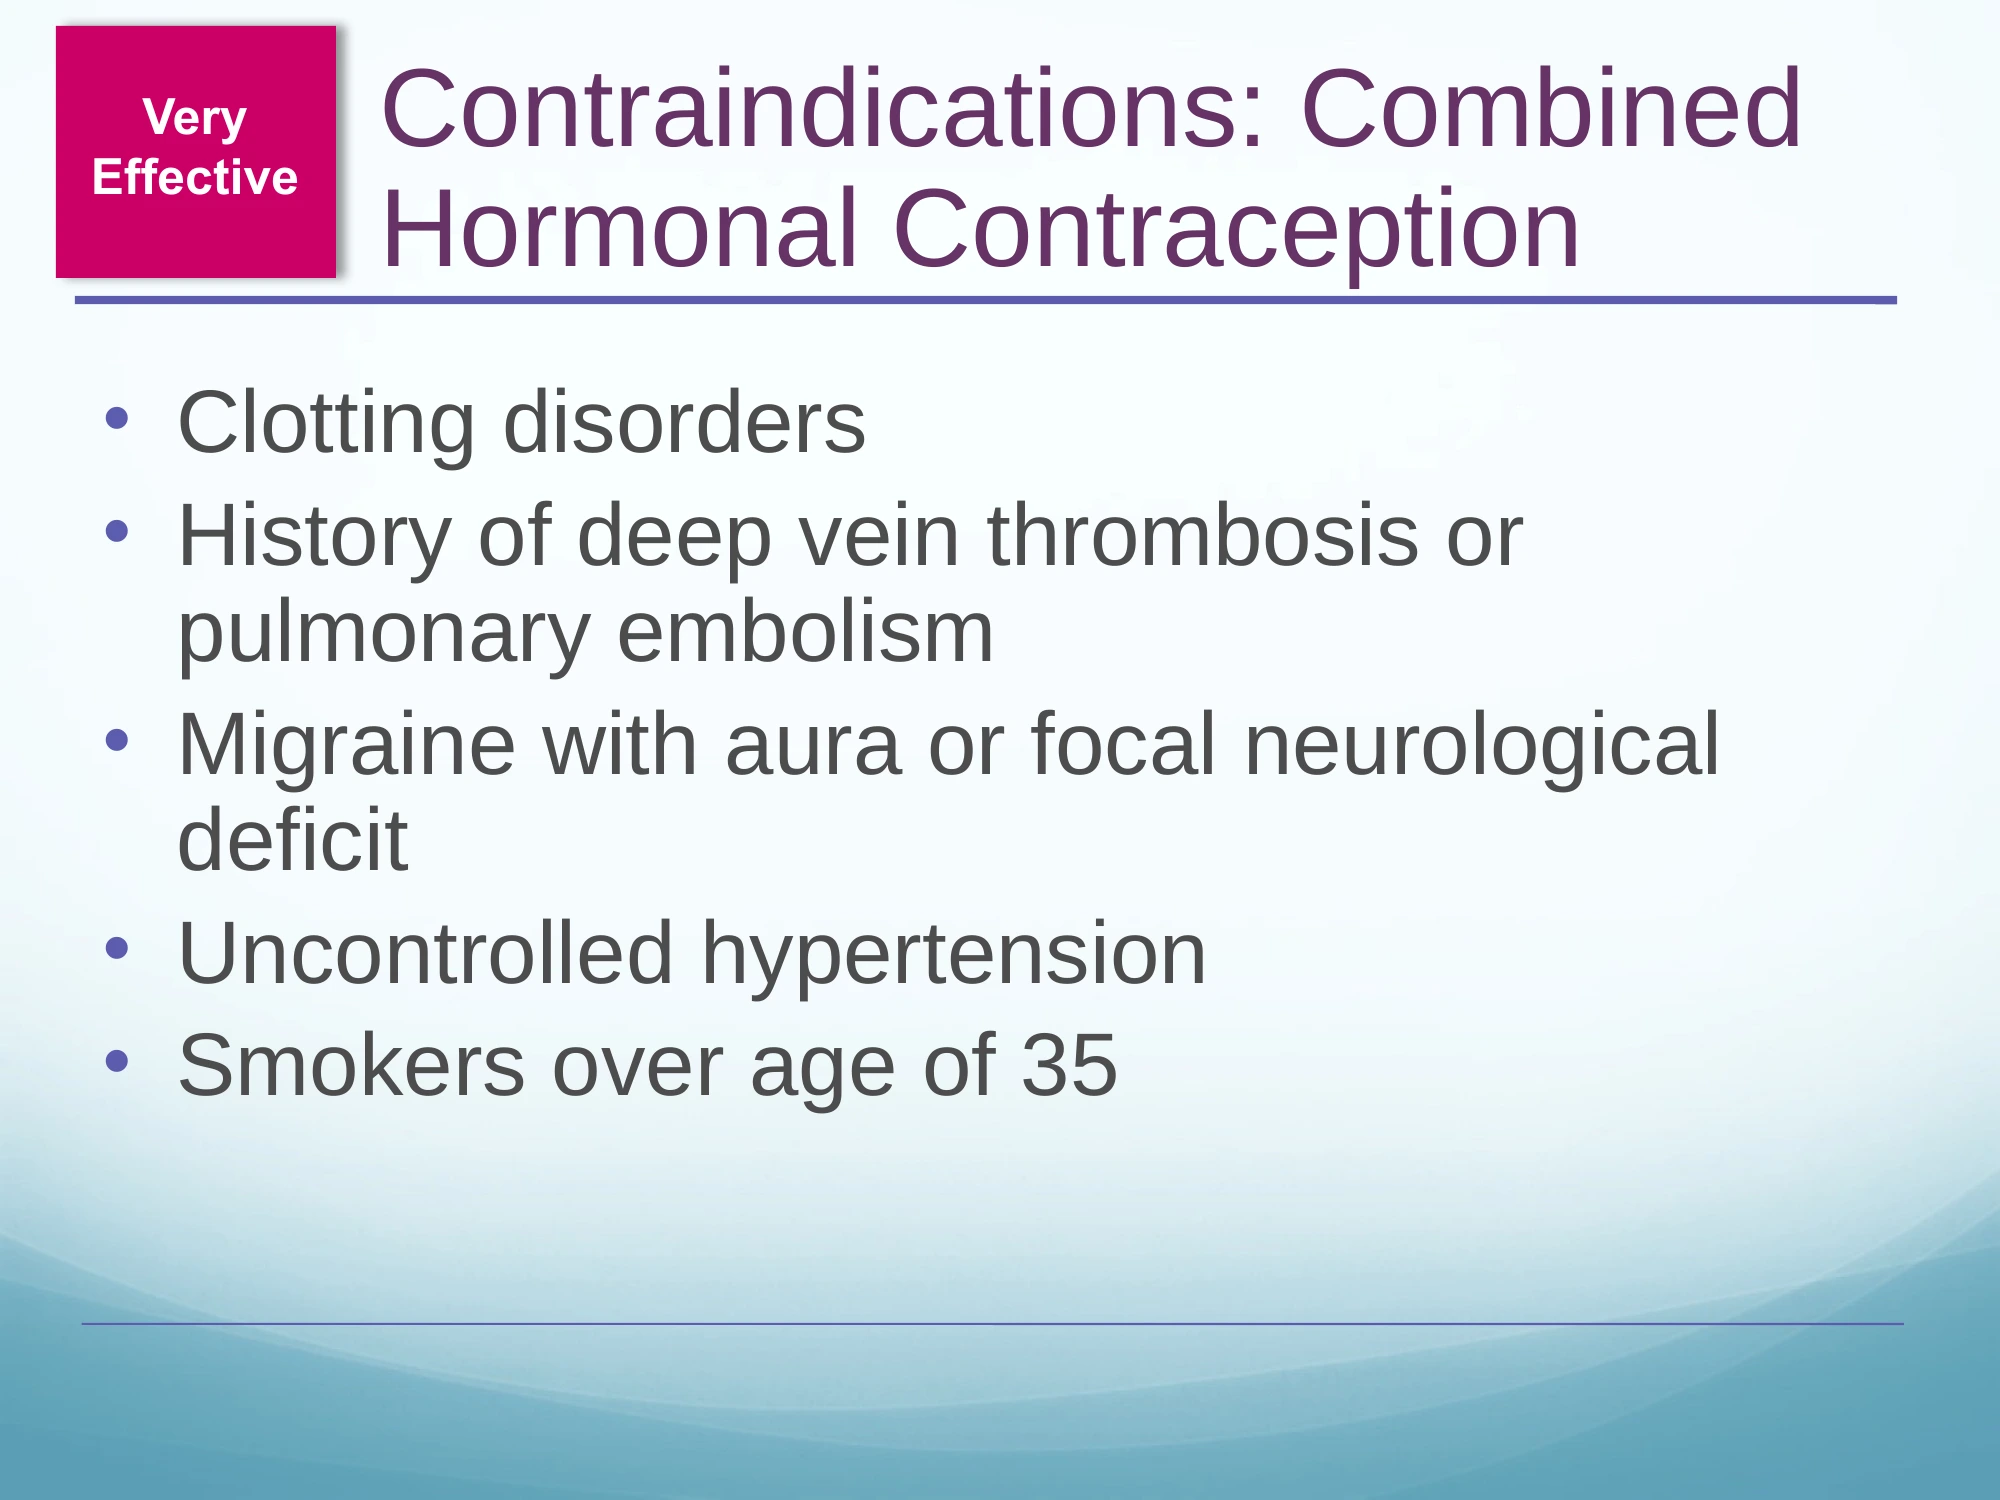 Very
Effective
Contraindications: Combined
Hormonal Contraception
• Clotting disorders
• History of deep vein thrombosis or
pulmonary embolism
• Migraine with aura or focal neurological
deficit
• Uncontrolled hypertension
• Smokers over age of 35